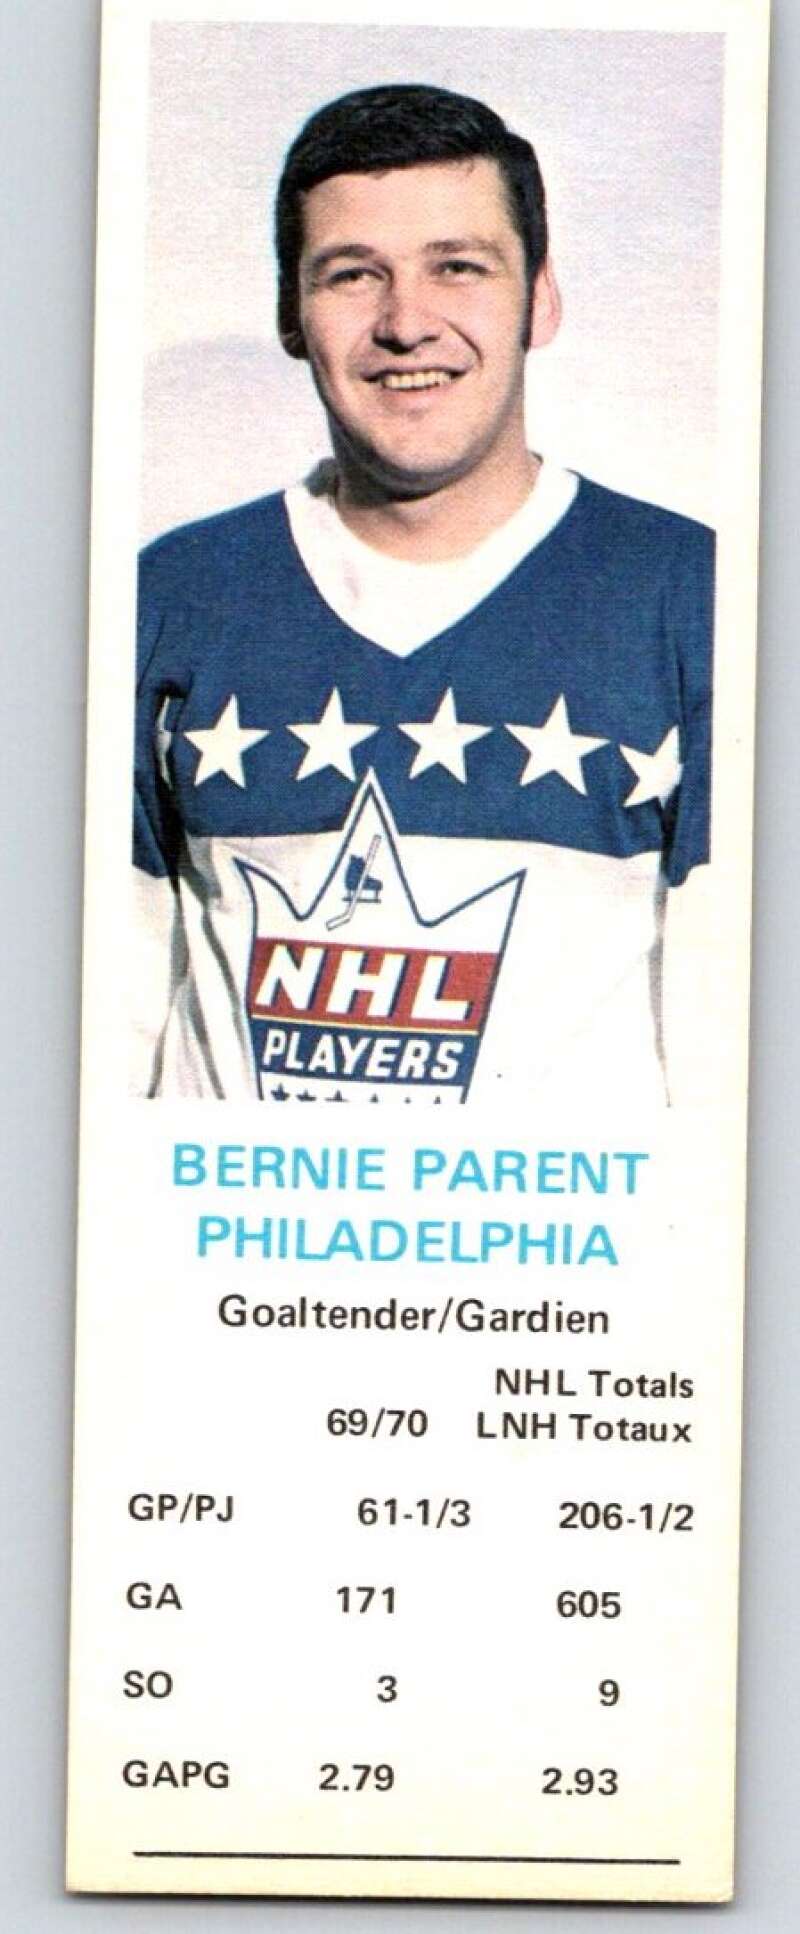 NHL
PLAYERS
BERNIE PARENT
PHILADELPHIA
Goaltender/Gardien
NHL Totals
69/70 LNH Totaux
GP/PJ 61-1/3 206-1/2
GA 171 605
SO 3 9
GAPG 2.79 2.93